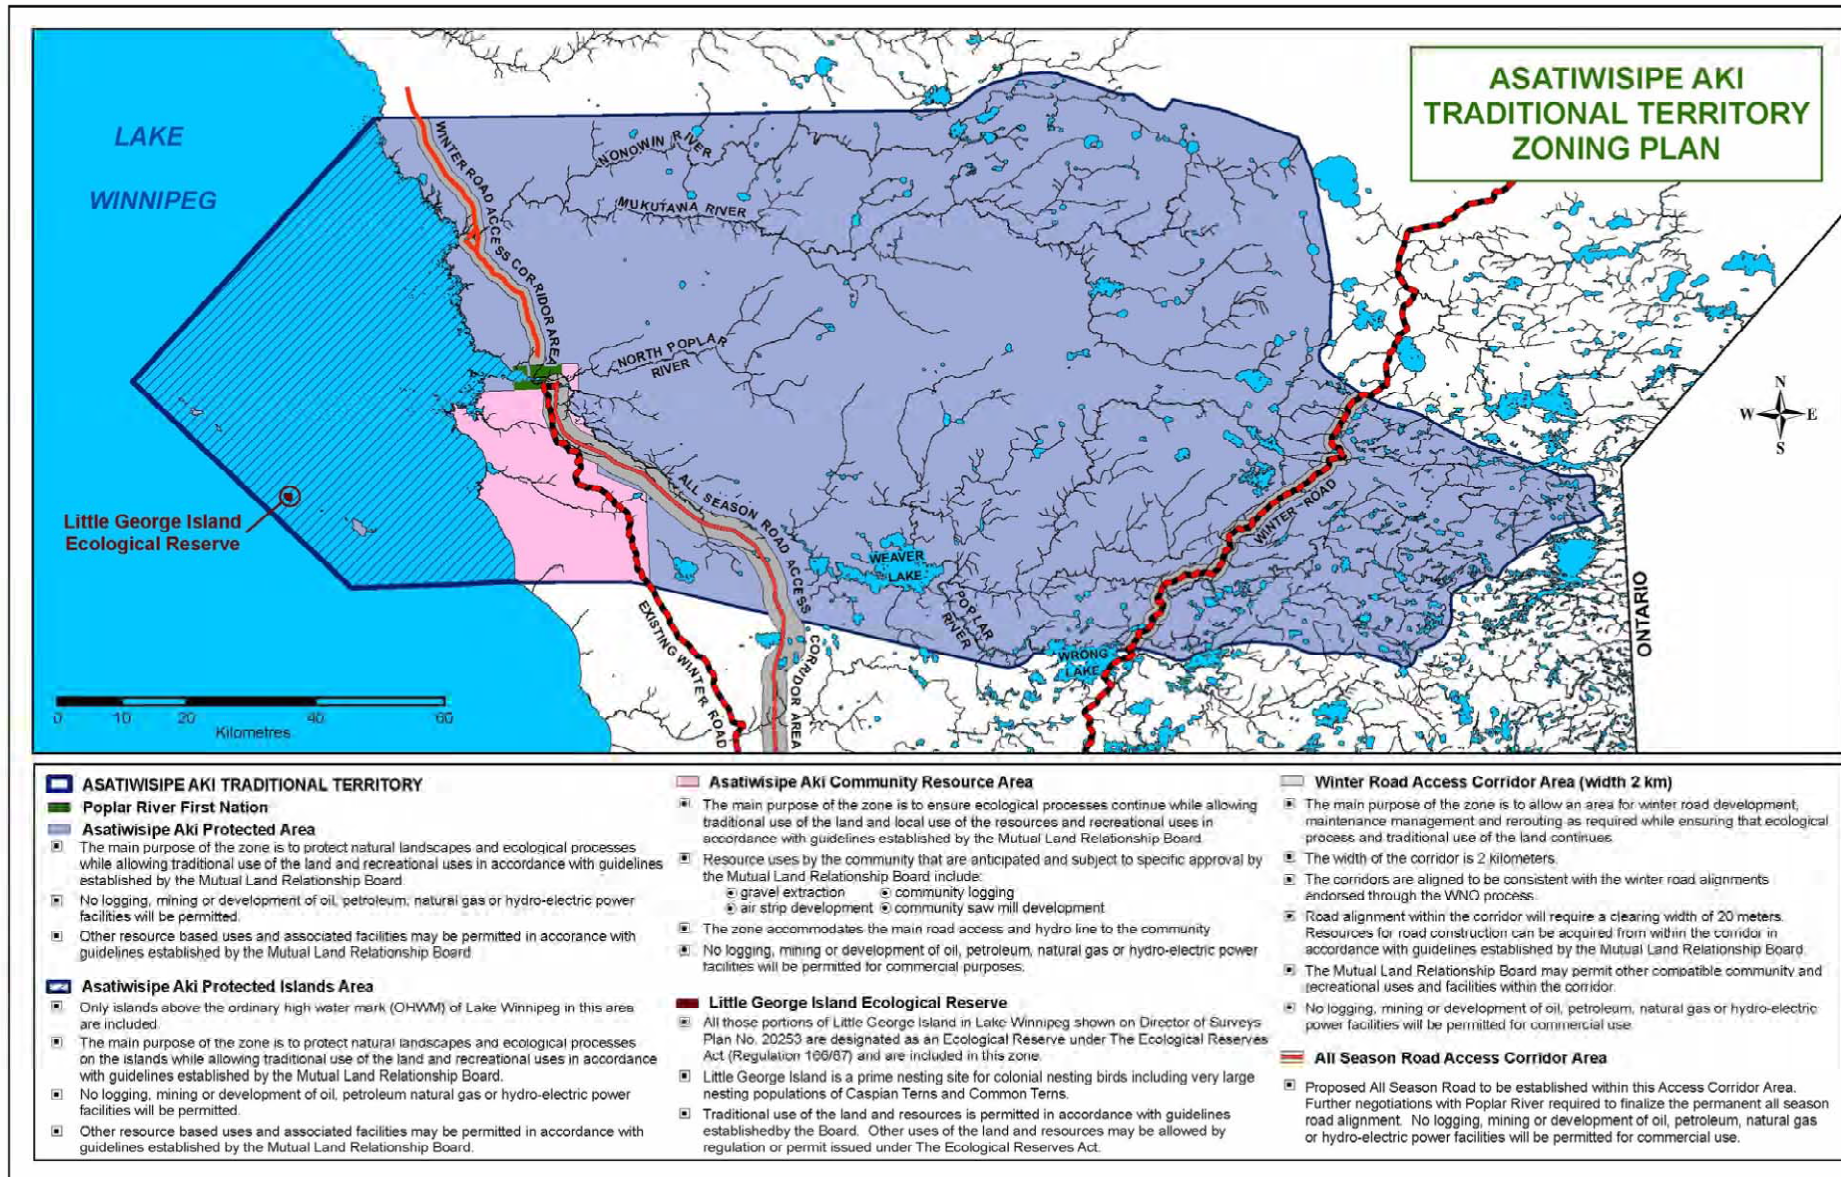 ASATIWISIPE AKI
TRADITIONAL TERRITORY
ZONING PLAN
LAKE
WINNIPEG
WINTER ROAD ACCESS CORRIDOR AREA
NONOWIN RIVER
MUKUTAWA RIVER
NORTH POPLAR
RIVER
N
W E
S
ALL SEASON ROAD ACCESS
CORRIDOR AREA
WINTER ROAD
Little George Island
Ecological Reserve
WEAVER
LAKE
POPLAR
RIVER
EXISTING WINTER ROAD
WRONG
LAKE
ONTARIO
0 10 20 40 60
Kilometres
ASATIWISIPE AKI TRADITIONAL TERRITORY
Poplar River First Nation
Asatiwisipe Aki Protected Area
The main purpose of the zone is to protect natural landscapes and ecological processes
while allowing traditional use of the land and recreational uses in accordance with guidelines
established by the Mutual Land Relationship Board.
No logging, mining or development of oil, petroleum, natural gas or hydro-electric power
facilities will be permitted.
Other resource based uses and associated facilities may be permitted in accorance with
guidelines established by the Mutual Land Relationship Board.
Asatiwisipe Aki Protected Islands Area
Only islands above the ordinary high water mark (OHWM) of Lake Winnipeg in this area
are included.
The main purpose of the zone is to protect natural landscapes and ecological processes
on the islands while allowing traditional use of the land and recreational uses in accordance
with guidelines established by the Mutual Land Relationship Board.
No logging, mining or development of oil, petroleum natural gas or hydro-electric power
facilities will be permitted.
Other resource based uses and associated facilities may be permitted in accordance with
guidelines established by the Mutual Land Relationship Board.
Asatiwisipe Aki Community Resource Area
The main purpose of the zone is to ensure ecological processes continue while allowing
traditional use of the land and local use of the resources and recreational uses in
accordance with guidelines established by the Mutual Land Relationship Board.
Resource uses by the community that are anticipated and subject to specific approval by
the Mutual Land Relationship Board include:
gravel extraction community logging
air strip development community saw mill development
The zone accommodates the main road access and hydro line to the community
No logging, mining or development of oil, petroleum, natural gas or hydro-electric power
facilities will be permitted for commercial purposes.
Little George Island Ecological Reserve
All those portions of Little George Island in Lake Winnipeg shown on Director of Surveys
Plan No. 20253 are designated as an Ecological Reserve under The Ecological Reserves
Act (Regulation 166/87) and are included in this zone.
Little George Island is a prime nesting site for colonial nesting birds including very large
nesting populations of Caspian Terns and Common Terns.
Traditional use of the land and resources is permitted in accordance with guidelines
establishedby the Board. Other uses of the land and resources may be allowed by
regulation or permit issued under The Ecological Reserves Act.
Winter Road Access Corridor Area (width 2 km)
The main purpose of the zone is to allow an area for winter road development,
maintenance management and rerouting as required while ensuring that ecological
process and traditional use of the land continues.
The width of the corridor is 2 kilometers.
The corridors are aligned to be consistent with the winter road alignments
endorsed through the WNO process.
Road alignment within the corridor will require a clearing width of 20 meters.
Resources for road construction can be acquired from within the corridor in
accordance with guidelines established by the Mutual Land Relationship Board.
The Mutual Land Relationship Board may permit other compatible community and
recreational uses and facilities within the corridor.
No logging, mining or development of oil, petroleum, natural gas or hydro-electric
power facilities will be permitted for commercial use.
All Season Road Access Corridor Area
Proposed All Season Road to be established within this Access Corridor Area.
Further negotiations with Poplar River required to finalize the permanent all season
road alignment. No logging, mining or development of oil, petroleum, natural gas
or hydro-electric power facilities will be permitted for commercial use.